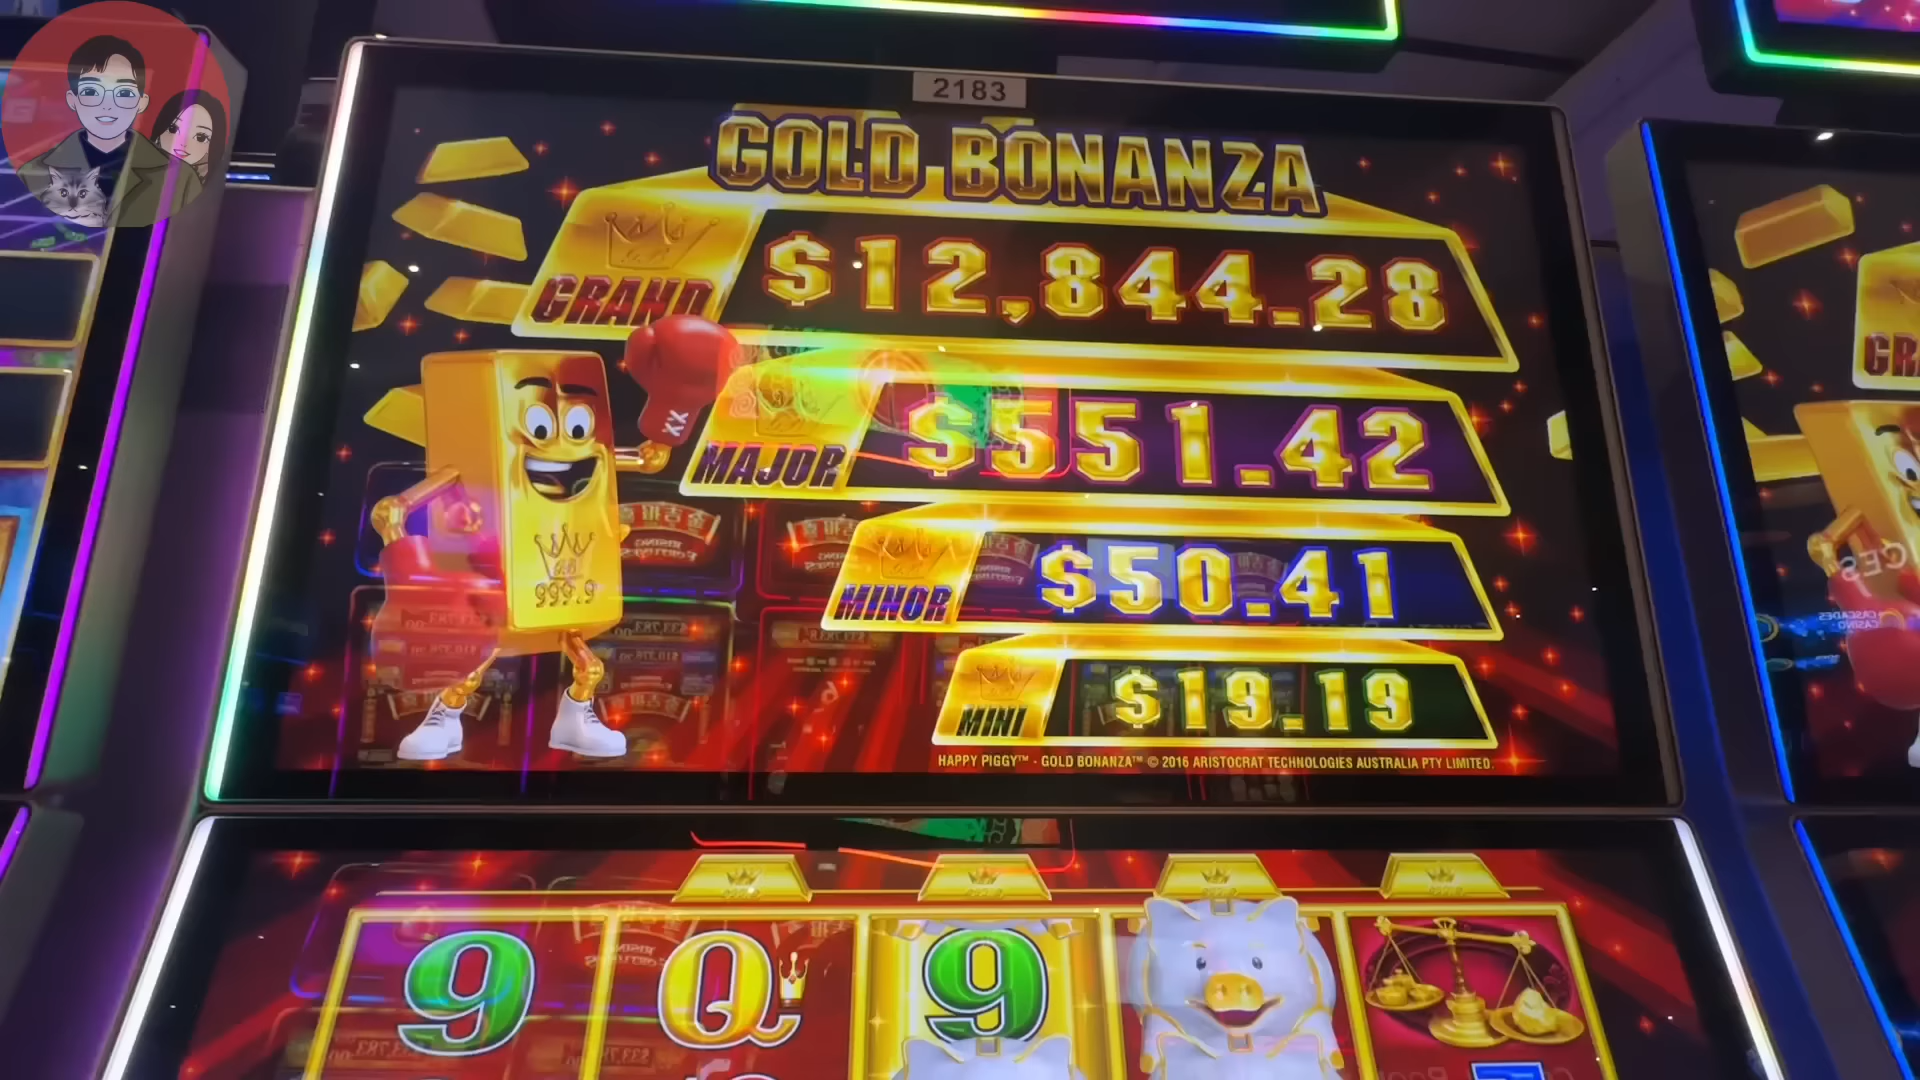 2183
GOLD BONANZA
GRAND $12,844.28
MAJOR $551.42
MINOR $50.41
999.9
MINI $19.19
HAPPY PIGGY™ - GOLD BONANZA™ © 2016 ARISTOCRAT TECHNOLOGIES AUSTRALIA PTY LIMITED.
9 Q 9